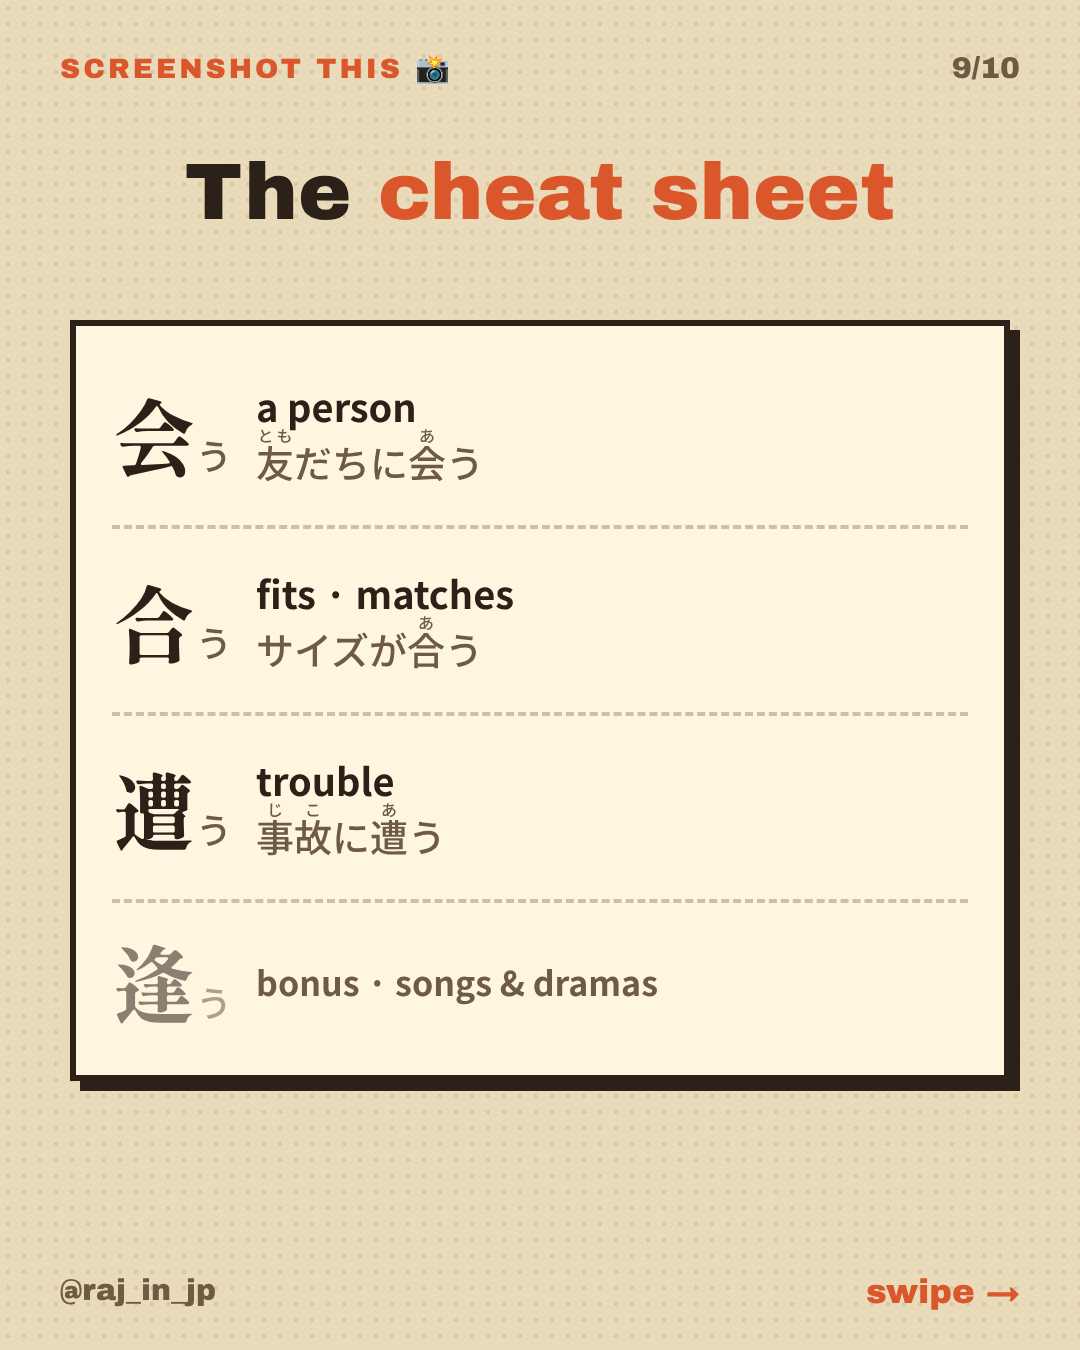 SCREENSHOT THIS 📸
9/10
The cheat sheet
会う
a person
とも あ
友だちに会う
合う
fits · matches
あ
サイズが合う
遭う
trouble
じ こ あ
事故に遭う
逢う
bonus · songs & dramas
@raj_in_jp
swipe →